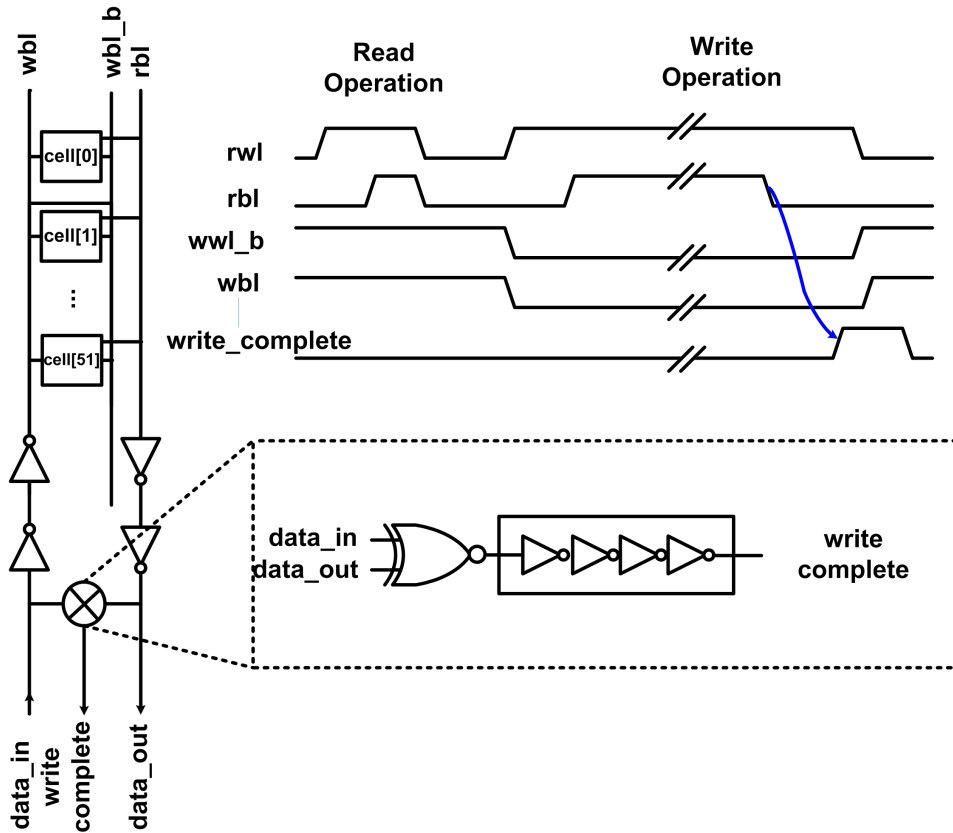 wbl
wbl_b
rbl
cell[0]
cell[1]
...
cell[51]
data_in
write
complete
data_out
Read
Operation
Write
Operation
rwl
rbl
wwl_b
wbl
write_complete
data_in
data_out
write
complete